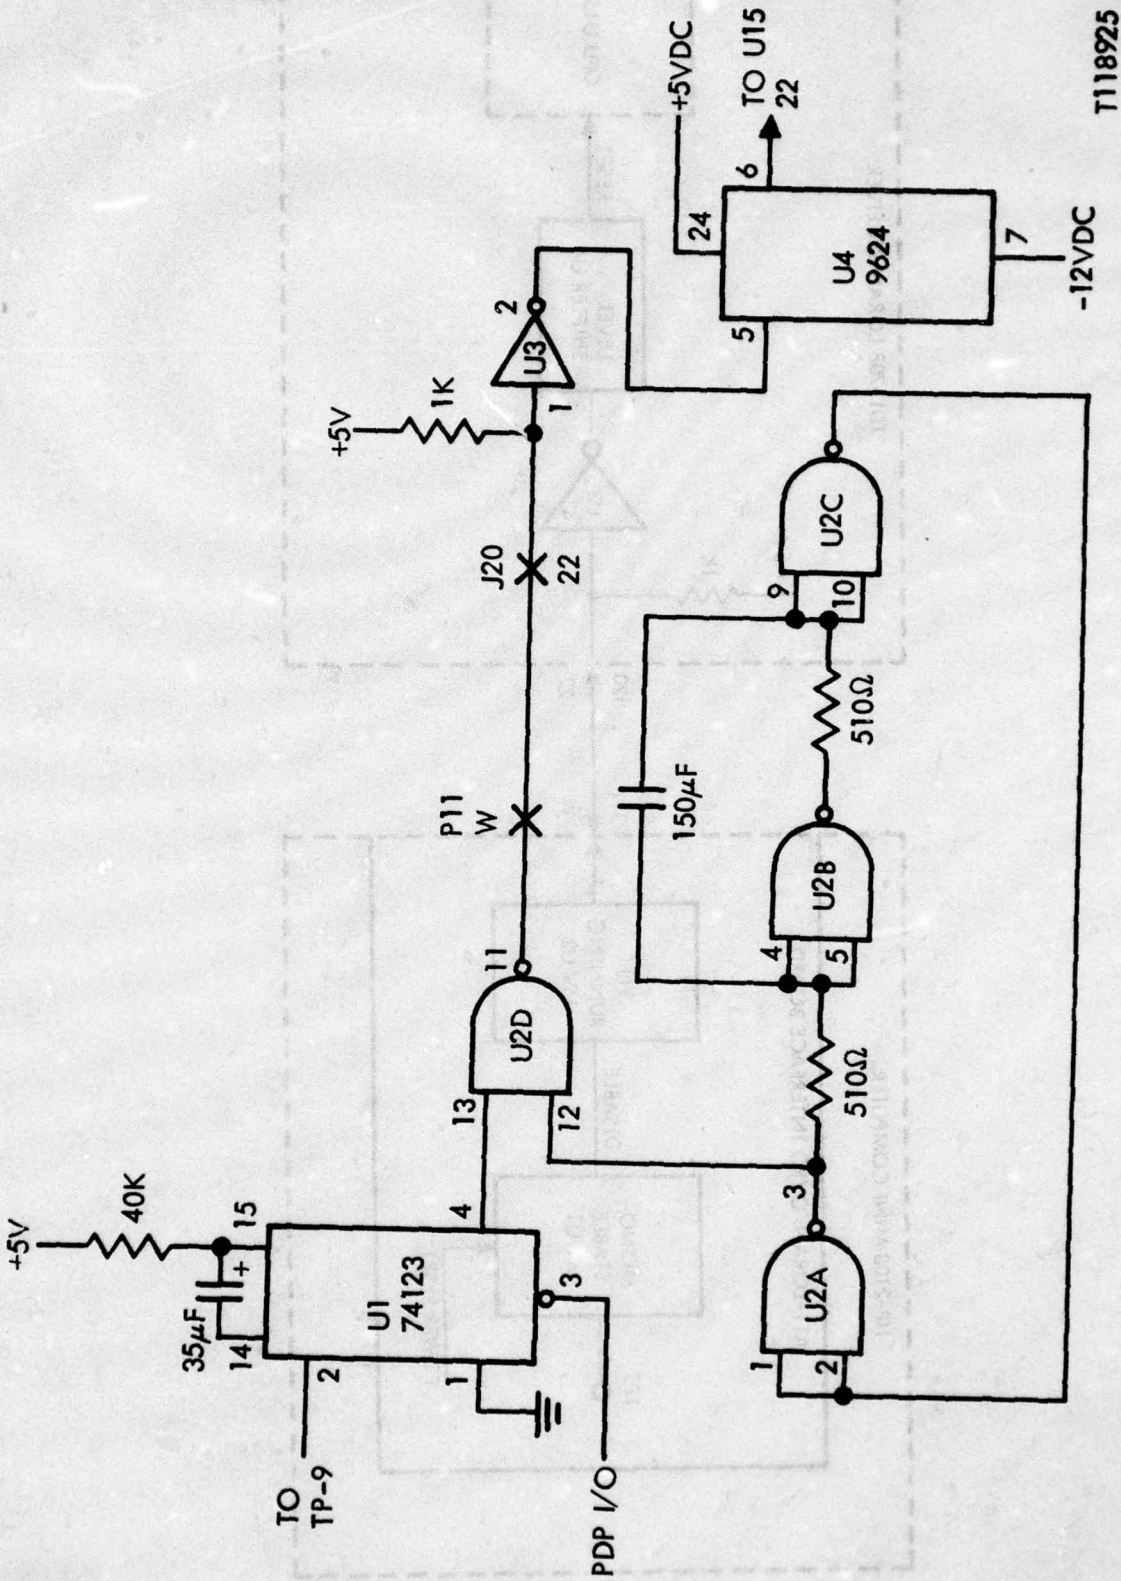 +5V
40K
35µF
+
14
15
U1
74123
2
1
3
4
TO
TP-9
PDP I/O
13
12
U2D
11
P11
W
J20
22
+5V
1K
1
U3
2
+5VDC
24
5
U4
9624
6
TO U15
22
7
-12VDC
1
2
U2A
3
510Ω
4
5
U2B
150µF
510Ω
9
10
U2C
T118925